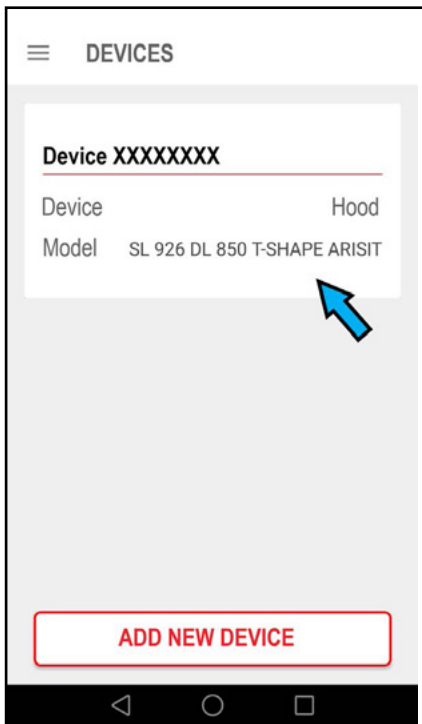 DEVICES
Device XXXXXXXX
Device Hood
Model SL 926 DL 850 T-SHAPE ARISIT
ADD NEW DEVICE